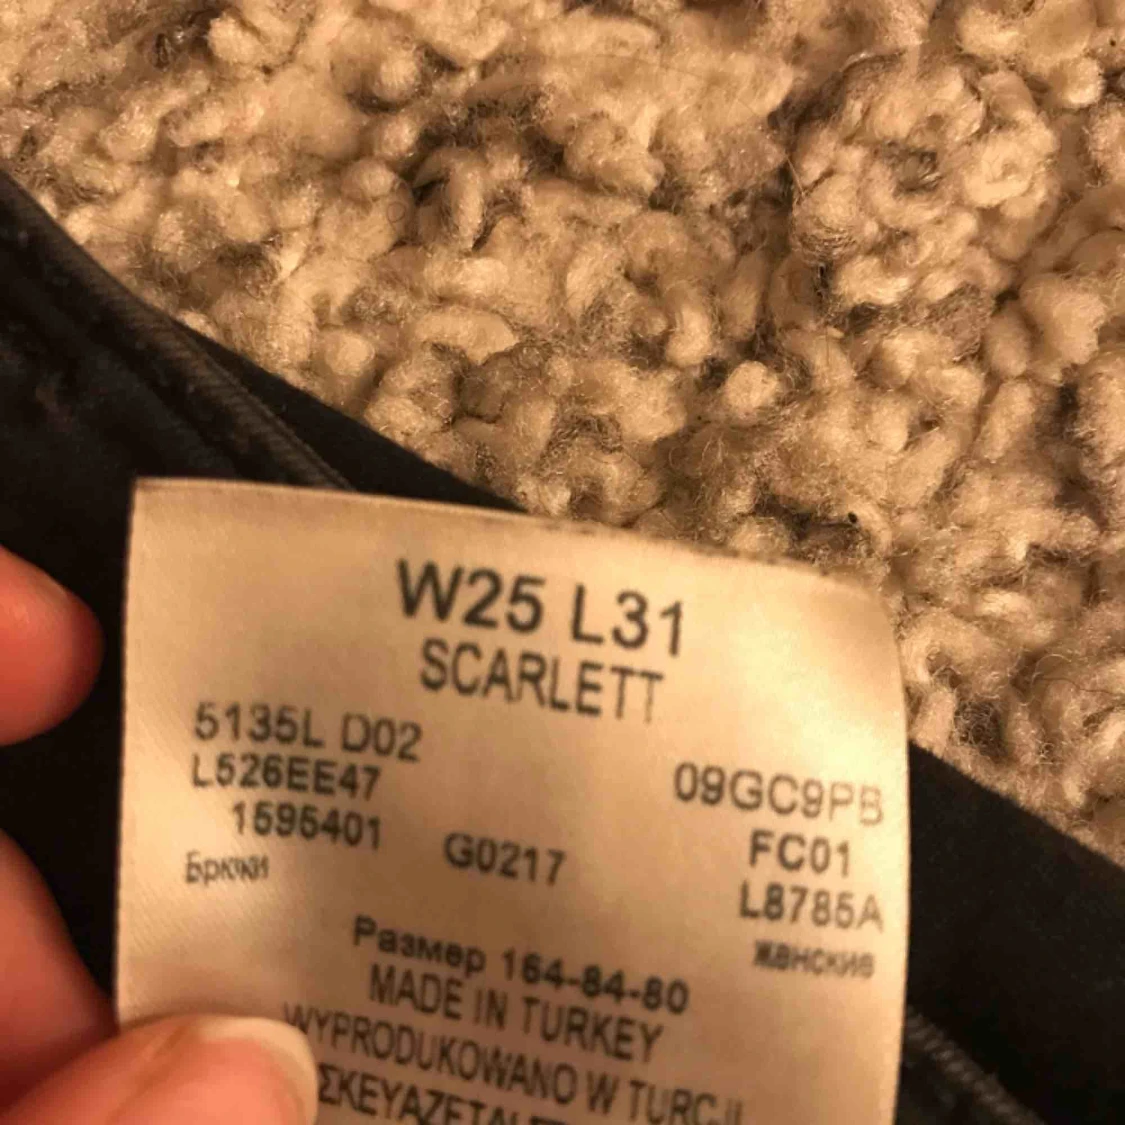 W25 L31
SCARLETT
5135L D02
L526EE47 09GC9PB
1595401 G0217 FC01
L8785A
Брюки Женские
Размер 164-84-80
MADE IN TURKEY
WYPRODUKOWANO W TURCJI